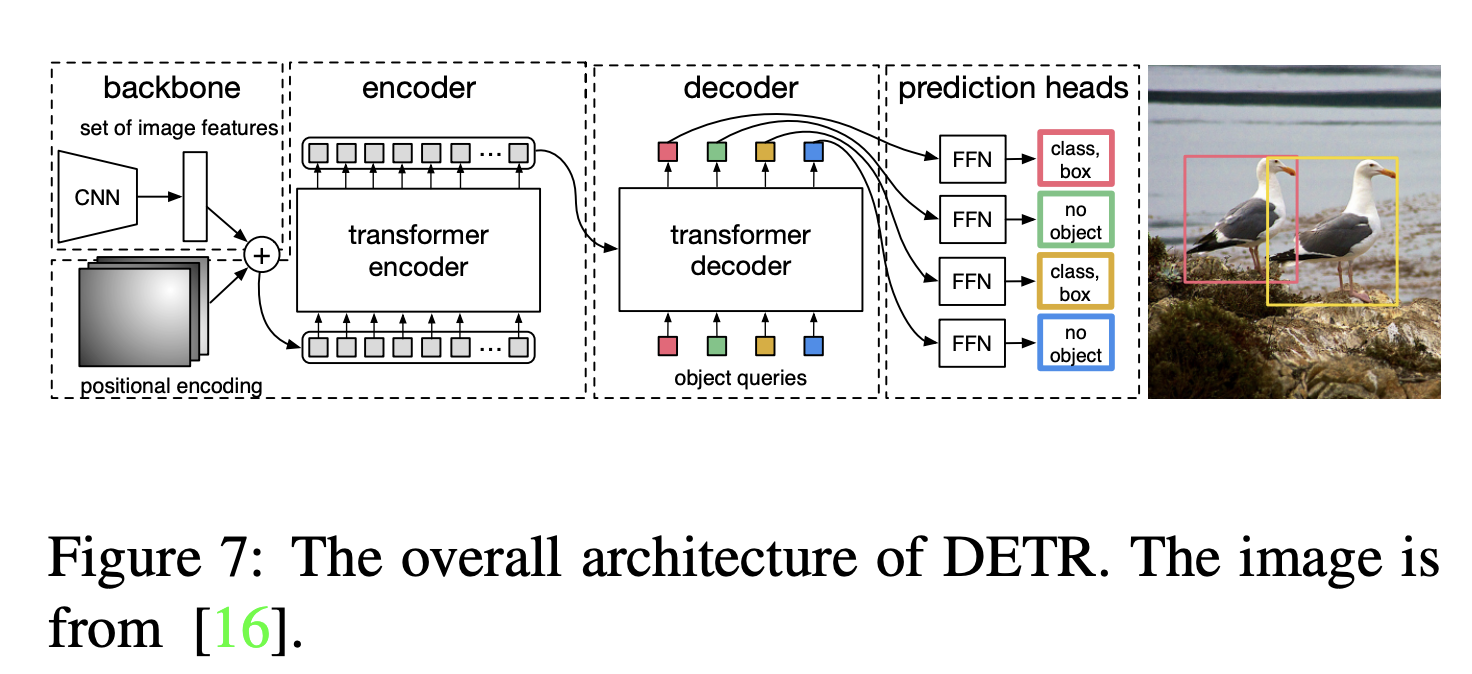 backbone
set of image features
CNN
+
positional encoding
encoder
...
transformer
encoder
...
decoder
transformer
decoder
object queries
prediction heads
FFN
class,
box
FFN
no
object
FFN
class,
box
FFN
no
object
Figure 7: The overall architecture of DETR. The image is
from [16].